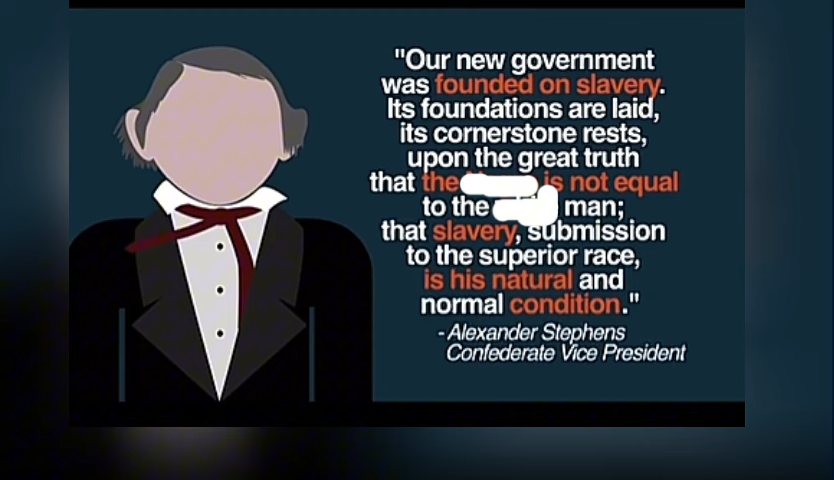 "Our new government
was founded on slavery.
Its foundations are laid,
its cornerstone rests,
upon the great truth
that the is not equal
to the man;
that slavery, submission
to the superior race,
is his natural and
normal condition."
- Alexander Stephens
Confederate Vice President